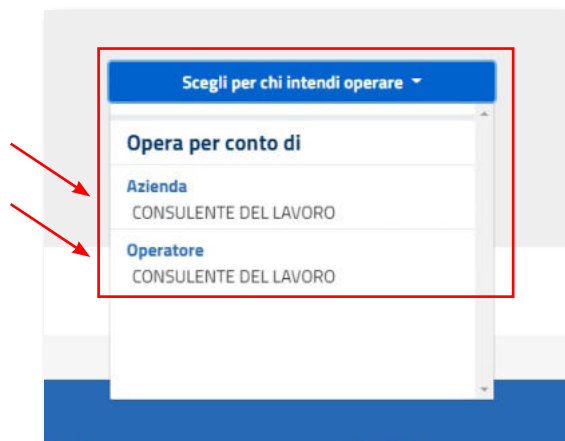 Scegli per chi intendi operare
Opera per conto di
Azienda
CONSULENTE DEL LAVORO
Operatore
CONSULENTE DEL LAVORO